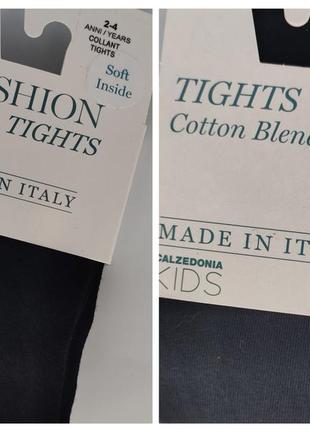 2-4
ANNI / YEARS
COLLANT
TIGHTS
Soft
Inside
SHION
TIGHTS
N ITALY
TIGHTS
Cotton Blend
MADE IN IT
CALZEDONIA
KIDS